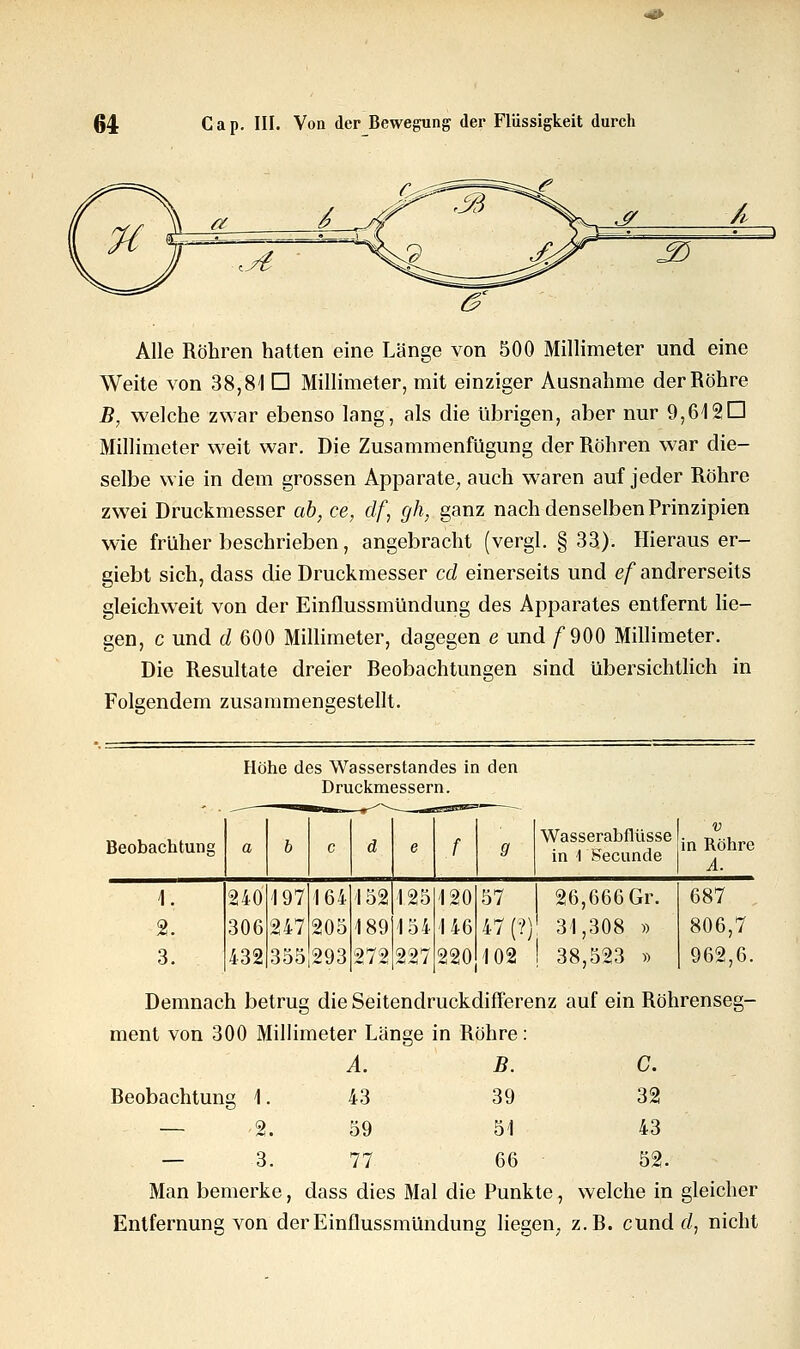 64 Cap. III. Von der Bewegung der Flüssigkeit durch
H a b A c B e d f C g h D
Alle Röhren hatten eine Länge von 500 Millimeter und eine
Weite von 38,81 □ Millimeter, mit einziger Ausnahme der Röhre
B, welche zwar ebenso lang, als die übrigen, aber nur 9,612 □
Millimeter weit war. Die Zusammenfügung der Röhren war die-
selbe wie in dem grossen Apparate, auch waren auf jeder Röhre
zwei Druckmesser ab, ce, df, gh, ganz nach denselben Prinzipien
wie früher beschrieben, angebracht (vergl. § 33). Hieraus er-
giebt sich, dass die Druckmesser cd einerseits und ef andrerseits
gleichweit von der Einflussmündung des Apparates entfernt lie-
gen, c und d 600 Millimeter, dagegen e und f 900 Millimeter.
Die Resultate dreier Beobachtungen sind übersichtlich in
Folgendem zusammengestellt.
Höhe des Wasserstandes in den
Druckmessern.
Beobachtung a b c d e f g Wasserabflüsse in 1 Secunde v in Röhre A.
1. 240 197 164 152 125 120 57 26,666 Gr. 687
2. 306 247 205 189 154 146 47 (?) 31,308 » 806,7
3. 432 355 293 272 227 220 102 38,523 » 962,6.
Demnach betrug die Seitendruckdifferenz auf ein Röhrenseg-
ment von 300 Millimeter Länge in Röhre:
A. B. C.
Beobachtung 1. 43 39 32
— 2. 59 51 43
— 3. 77 66 52.
Man bemerke, dass dies Mal die Punkte, welche in gleicher
Entfernung von der Einflussmündung liegen, z. B. c und d, nicht